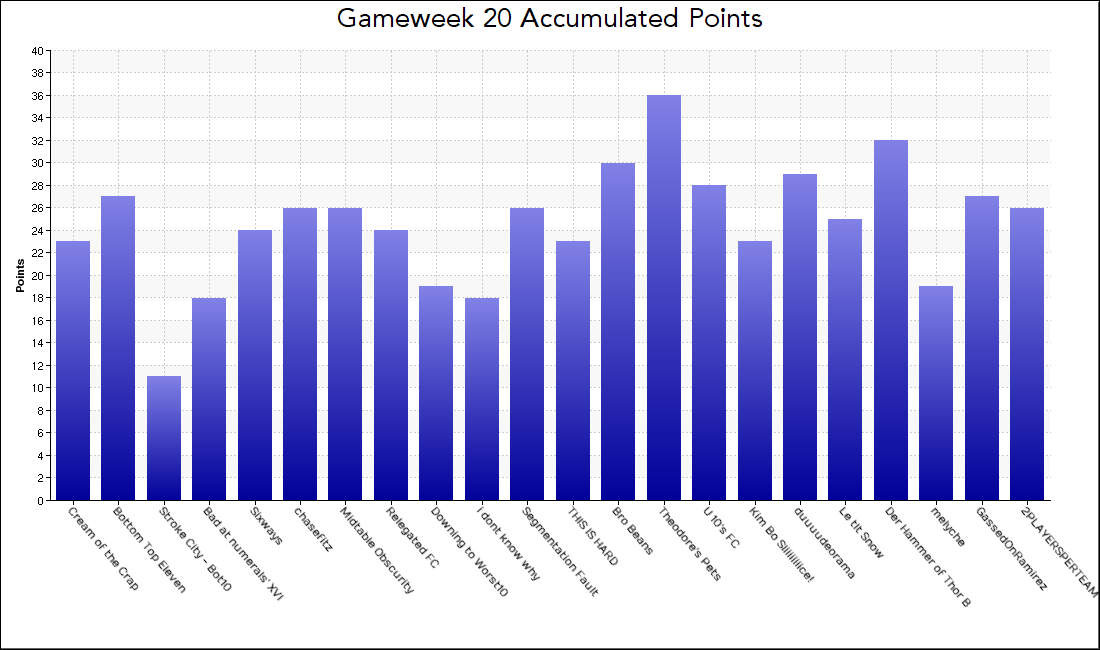 Gameweek 20 Accumulated Points
Points
40
38
36
34
32
30
28
26
24
22
20
18
16
14
12
10
8
6
4
2
0
Cream of the Crap
Bottom Top Eleven
Stroke City - Bot10
Bad at numerals' XVI
Sixways
chasefitz
Midtable Obscurity
Relegated FC
Downing to Worst10
I dont know why
Segmentation Fault
THIS IS HARD
Bro Beans
Theodore's Pets
U 10's FC
Kim Bo Sliiiiiiiice!
duuuudeorama
Le tit Snow
Der Hammer of Thor B
melyche
GassedOnRamirez
2PLAYERSPERTEAM